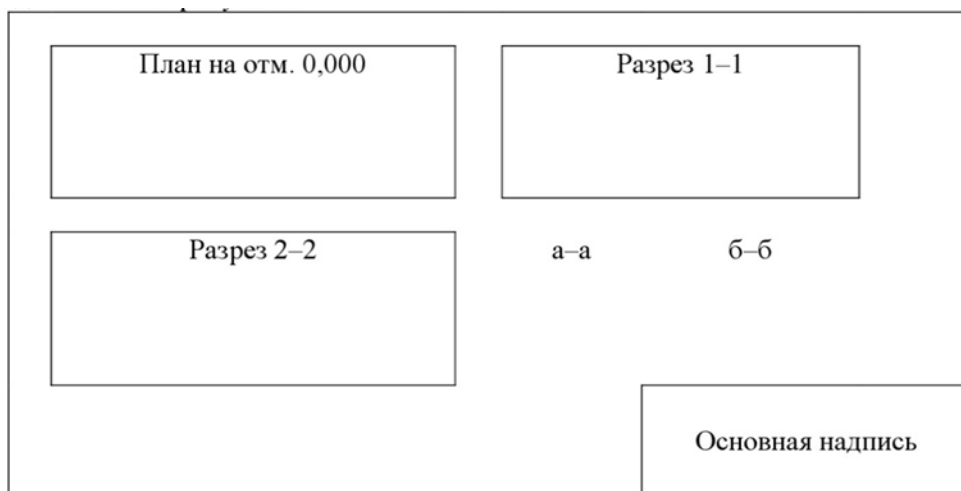 План на отм. 0,000
Разрез 1–1
Разрез 2–2
а–а
б–б
Основная надпись